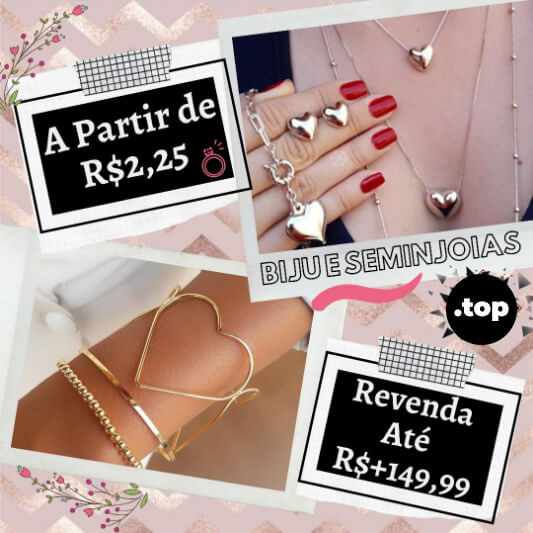 A Partir de
R$2,25
BIJU E SEMINJOIAS
.top
Revenda
Até
R$+149,99